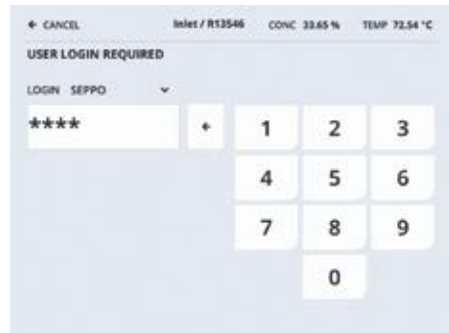 ← CANCEL Inlet / R13546 CONC 33.65 % TEMP 72.54 °C
USER LOGIN REQUIRED
LOGIN SEPPO
**** ← 1 2 3
4 5 6
7 8 9
0